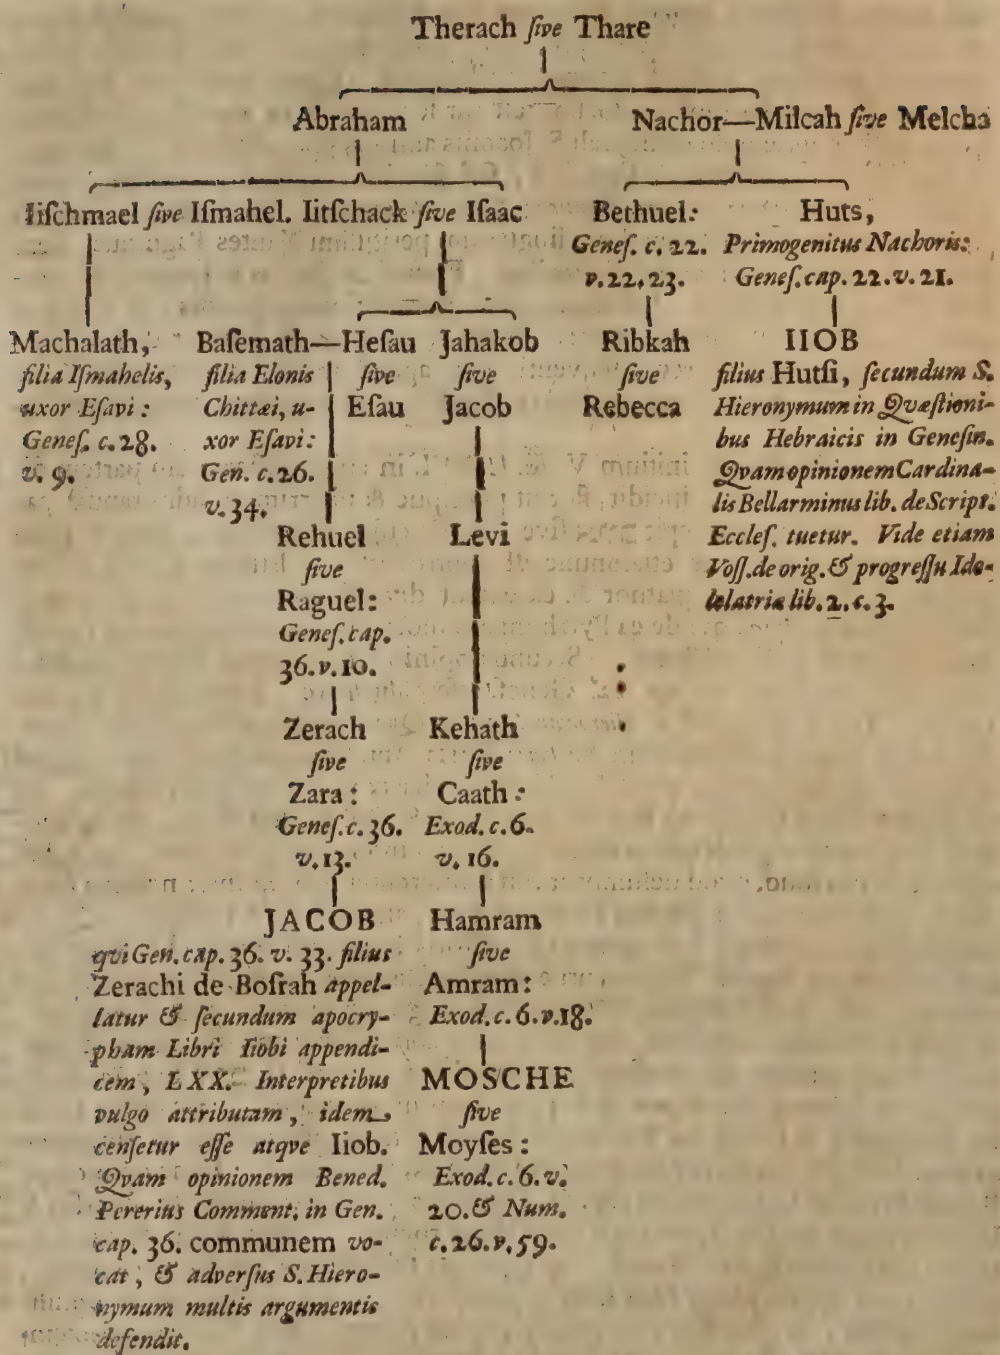 Therach ſive Thare
Abraham
Nachor—Milcah ſive Melcha
Iiſchmael ſive Iſmahel. Iitſchack ſive Iſaac
Bethuel:
Geneſ. c. 22.
v. 22, 23.
Huts,
Primogenitus Nachoris:
Geneſ. cap. 22. v. 21.
Machalath,
filia Iſmahelis,
uxor Eſavi:
Geneſ. c. 28.
v. 9.
Baſemath—Heſau
filia Elonis
Chittæi, u-
xor Eſavi:
Gen. c. 26.
v. 34.
ſive
Eſau
Jahakob
ſive
Jacob
Ribkah
ſive
Rebecca
IIOB
filius Hutſi, ſecundum S.
Hieronymum in Qvæſtioni-
bus Hebraicis in Geneſin.
Qvam opinionem Cardina-
lis Bellarminus lib. de Script.
Eccleſ. tuetur. Vide etiam
Voſſ. de orig. & progreſſu Ido-
lolatriæ lib. 2. c. 3.
Rehuel
ſive
Raguel:
Geneſ. cap.
36. v. 10.
Levi
Zerach
ſive
Zara:
Geneſ. c. 36.
v. 13.
Kehath
ſive
Caath:
Exod. c. 6.
v. 16.
JACOB
qvi Gen. cap. 36. v. 33. filius
Zerachi de Boſrah appel-
latur & ſecundum apocry-
pham Libri Iiobi appendi-
cem, LXX. Interpretibus
vulgo attributam, idem
cenſetur eſſe atqve Iiob.
Qvam opinionem Bened.
Pererius Comment. in Gen.
cap. 36. communem vo-
cat, & adverſus S. Hiero-
nymum multis argumentis
defendit.
Hamram
ſive
Amram:
Exod. c. 6. v. 18.
MOSCHE
ſive
Moyſes:
Exod. c. 6. v.
20. & Num.
c. 26. v. 59.